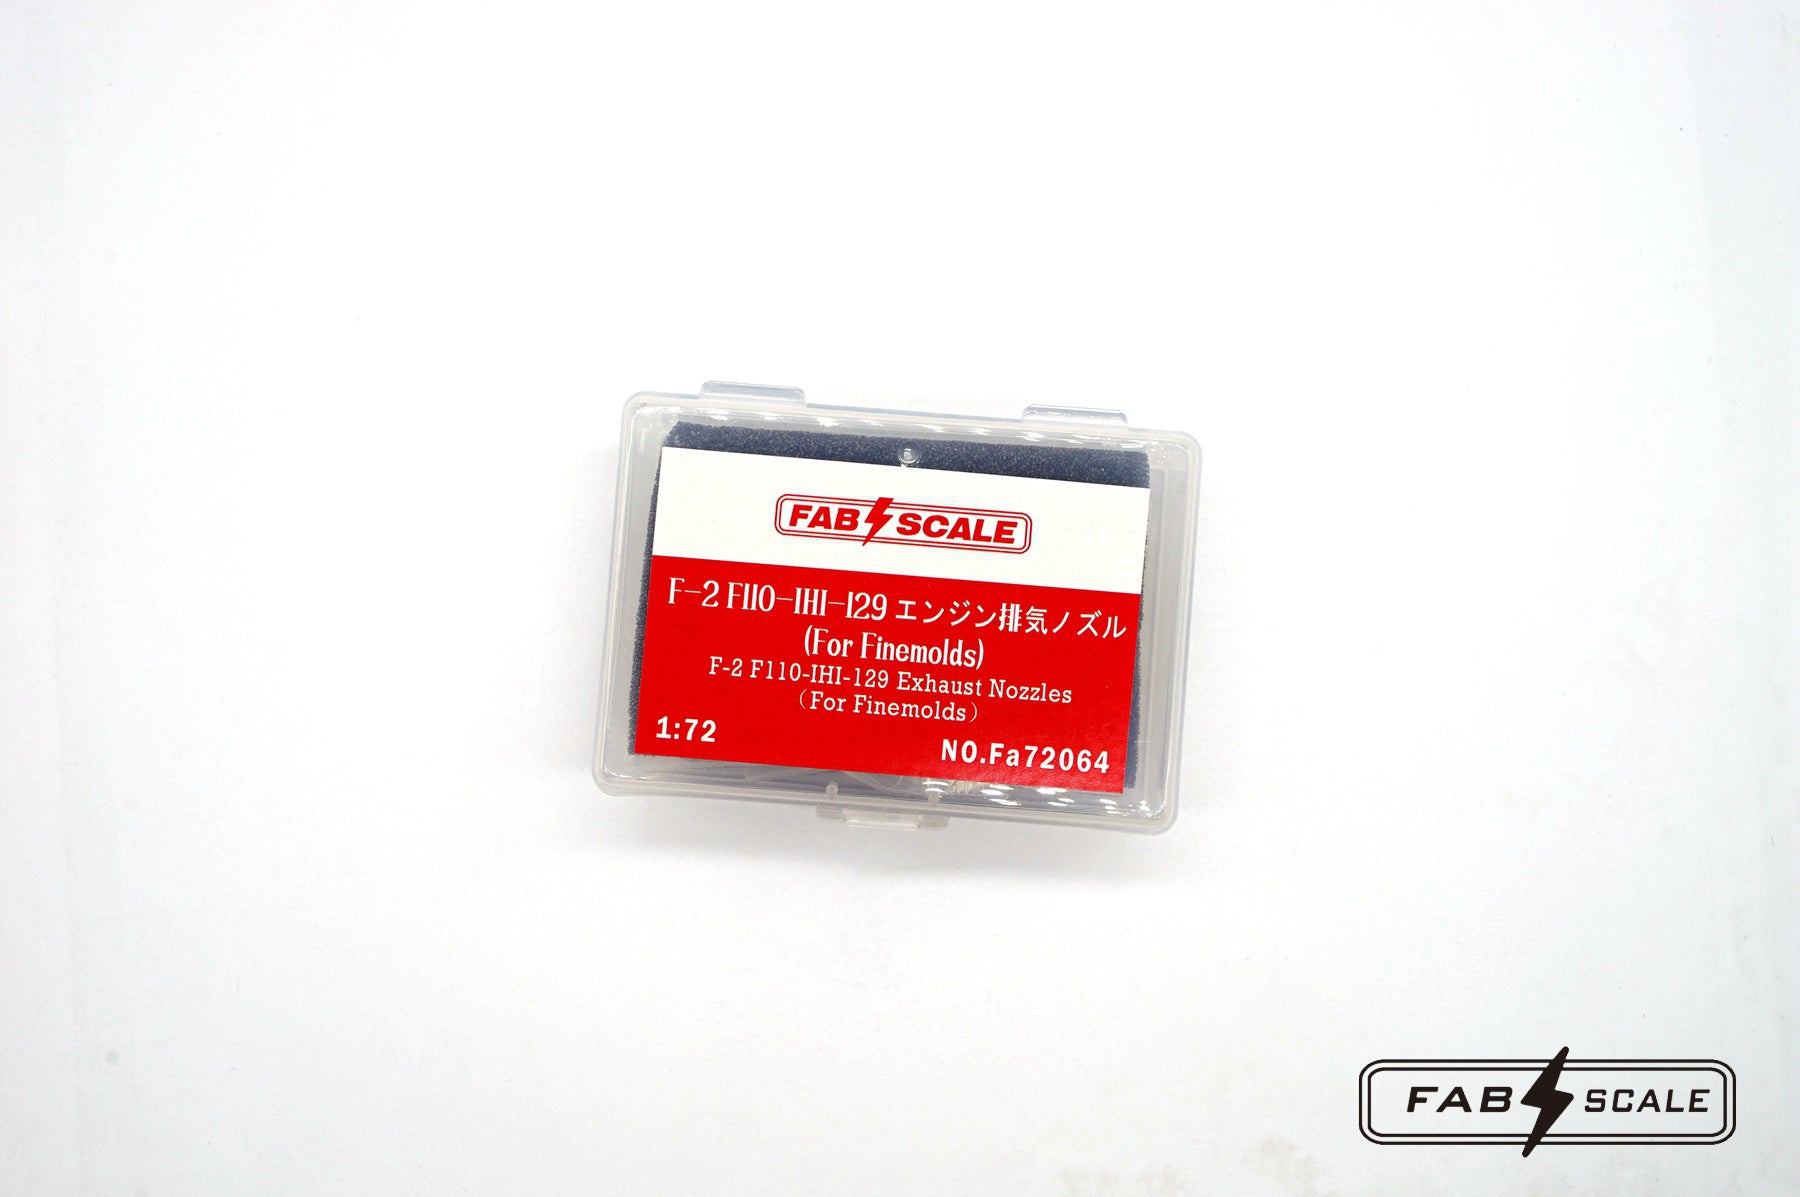 FAB SCALE
F-2 F110-IHI-129 エンジン排気ノズル
(For Finemolds)
F-2 F110-IHI-129 Exhaust Nozzles
（For Finemolds）
1:72
NO.Fa72064
FAB SCALE